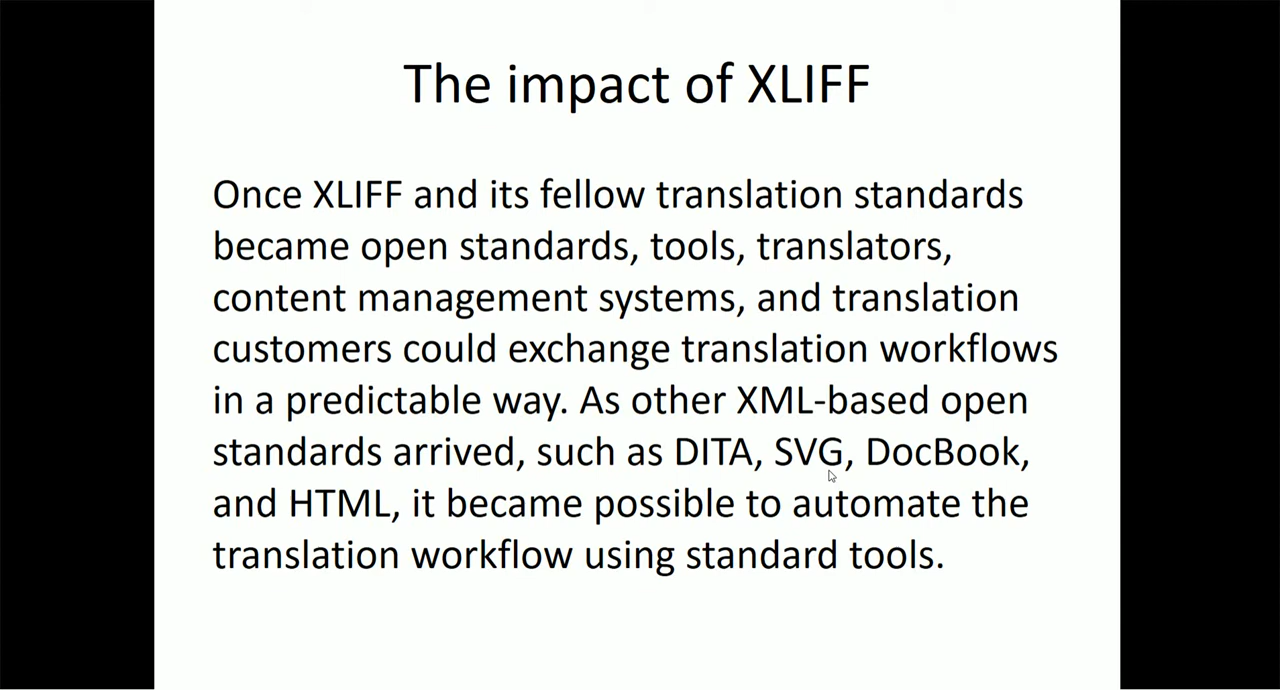 The impact of XLIFF
Once XLIFF and its fellow translation standards
became open standards, tools, translators,
content management systems, and translation
customers could exchange translation workflows
in a predictable way. As other XML-based open
standards arrived, such as DITA, SVG, DocBook,
and HTML, it became possible to automate the
translation workflow using standard tools.